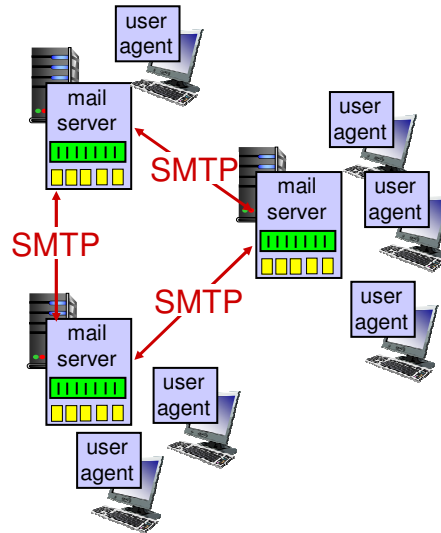 user
agent
mail
server
SMTP
user
agent
mail
server
user
agent
SMTP
SMTP
user
agent
mail
server
user
agent
user
agent